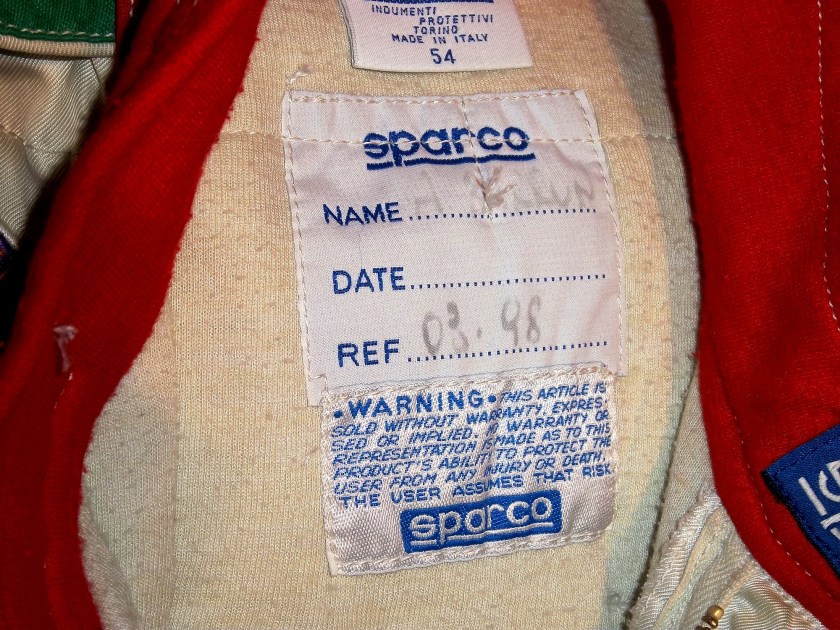 INDUMENTI
PROTETTIVI
TORINO
MADE IN ITALY
54
sparco
NAME
DATE
REF 03.98
•WARNING•THIS ARTICLE IS
SOLD WITHOUT WARRANTY, EXPRES-
SED OR IMPLIED. O WARRANTY OR
REPRESENTATION IS MADE AS TO THIS
PRODUCT'S ABILITY TO PROTECT THE
USER FROM ANY INJURY OR DEATH.
THE USER ASSUMES THAT RISK
sparco